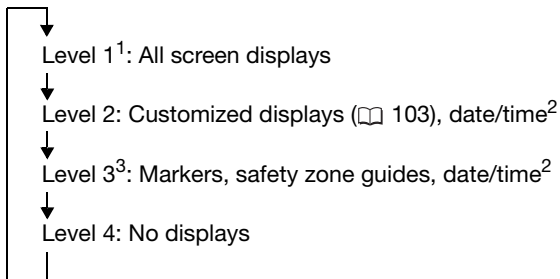 Level 1¹: All screen displays
Level 2: Customized displays (📖 103), date/time²
Level 3³: Markers, safety zone guides, date/time²
Level 4: No displays